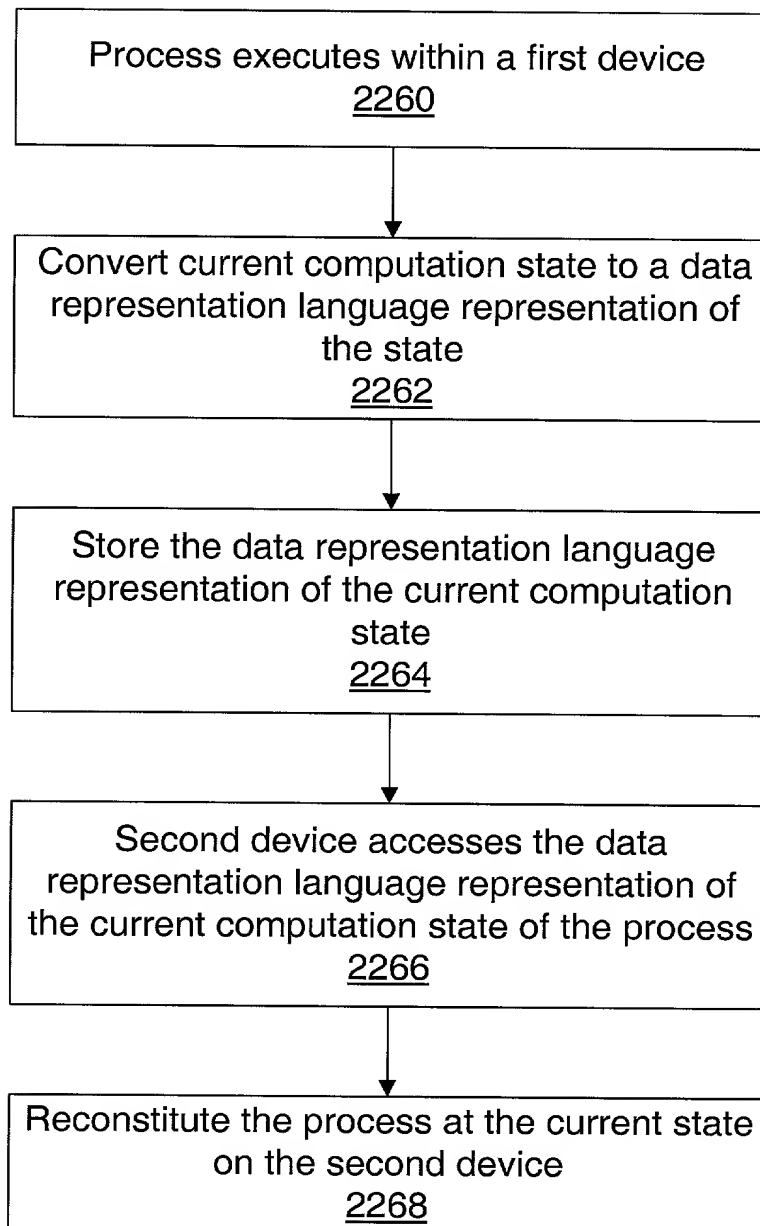 Process executes within a first device
2260
Convert current computation state to a data
representation language representation of
the state
2262
Store the data representation language
representation of the current computation
state
2264
Second device accesses the data
representation language representation of
the current computation state of the process
2266
Reconstitute the process at the current state
on the second device
2268